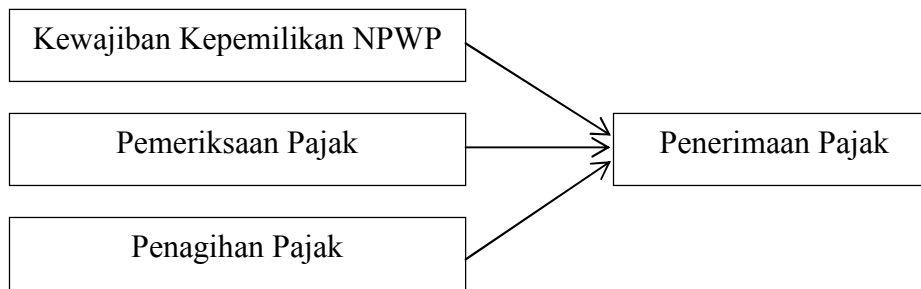 Kewajiban Kepemilikan NPWP
Pemeriksaan Pajak
Penerimaan Pajak
Penagihan Pajak